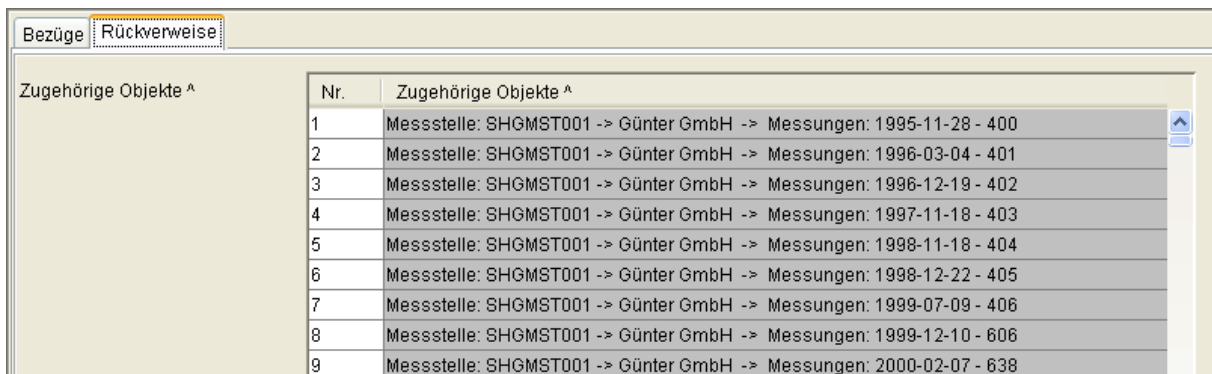 Bezüge Rückverweise
Zugehörige Objekte ^ Nr. Zugehörige Objekte ^
1 Messstelle: SHGMST001 -> Günter GmbH -> Messungen: 1995-11-28 - 400
2 Messstelle: SHGMST001 -> Günter GmbH -> Messungen: 1996-03-04 - 401
3 Messstelle: SHGMST001 -> Günter GmbH -> Messungen: 1996-12-19 - 402
4 Messstelle: SHGMST001 -> Günter GmbH -> Messungen: 1997-11-18 - 403
5 Messstelle: SHGMST001 -> Günter GmbH -> Messungen: 1998-11-18 - 404
6 Messstelle: SHGMST001 -> Günter GmbH -> Messungen: 1998-12-22 - 405
7 Messstelle: SHGMST001 -> Günter GmbH -> Messungen: 1999-07-09 - 406
8 Messstelle: SHGMST001 -> Günter GmbH -> Messungen: 1999-12-10 - 606
9 Messstelle: SHGMST001 -> Günter GmbH -> Messungen: 2000-02-07 - 638